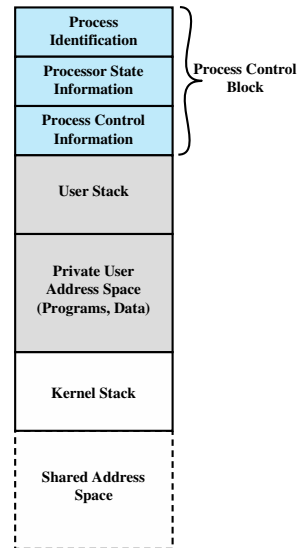 Process
Identification
Processor State
Information
Process Control
Information
Process Control
Block
User Stack
Private User
Address Space
(Programs, Data)
Kernel Stack
Shared Address
Space